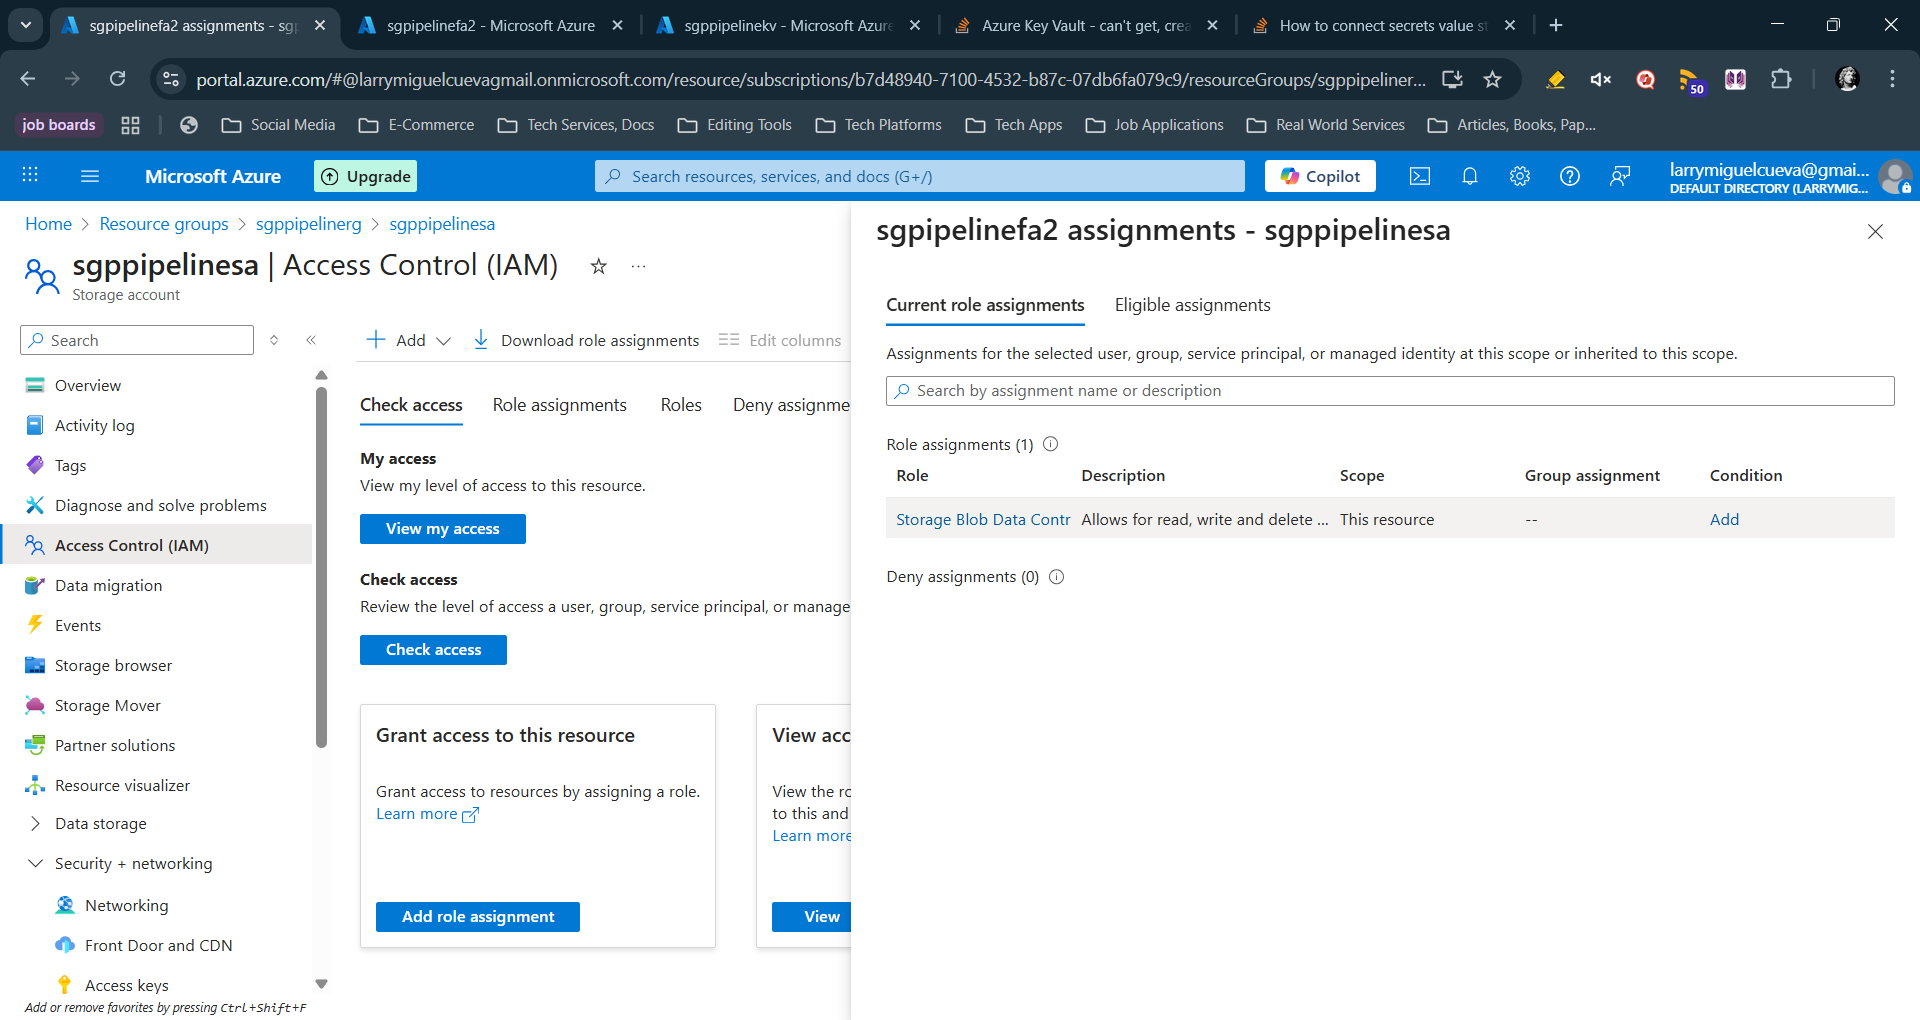 sgpipelinefa2 assignments - sgp
sgpipelinefa2 - Microsoft Azure
sgppipelinekv - Microsoft Azure
Azure Key Vault - can't get, crea
How to connect secrets value st
portal.azure.com/#@larrymiguelcuevagmail.onmicrosoft.com/resource/subscriptions/b7d48940-7100-4532-b87c-07db6fa079c9/resourceGroups/sgppipeliner...
50
job boards
Social Media
E-Commerce
Tech Services, Docs
Editing Tools
Tech Platforms
Tech Apps
Job Applications
Real World Services
Articles, Books, Pap...
Microsoft Azure
Upgrade
Search resources, services, and docs (G+/)
Copilot
larrymiguelcueva@gmai...
DEFAULT DIRECTORY (LARRYMIG...
Home > Resource groups > sgppipelinerg > sgppipelinesa
sgppipelinesa | Access Control (IAM)
Storage account
Search
Overview
Activity log
Tags
Diagnose and solve problems
Access Control (IAM)
Data migration
Events
Storage browser
Storage Mover
Partner solutions
Resource visualizer
Data storage
Security + networking
Networking
Front Door and CDN
Access keys
Add or remove favorites by pressing Ctrl+Shift+F
Add
Download role assignments
Edit columns
Check access
Role assignments
Roles
Deny assignme
My access
View my level of access to this resource.
View my access
Check access
Review the level of access a user, group, service principal, or manage
Check access
Grant access to this resource
Grant access to resources by assigning a role.
Learn more
Add role assignment
View acc
View the ro
to this and
Learn more
View
sgpipelinefa2 assignments - sgppipelinesa
Current role assignments
Eligible assignments
Assignments for the selected user, group, service principal, or managed identity at this scope or inherited to this scope.
Search by assignment name or description
Role assignments (1)
Role Description Scope Group assignment Condition
Storage Blob Data Contr Allows for read, write and delete ... This resource -- Add
Deny assignments (0)